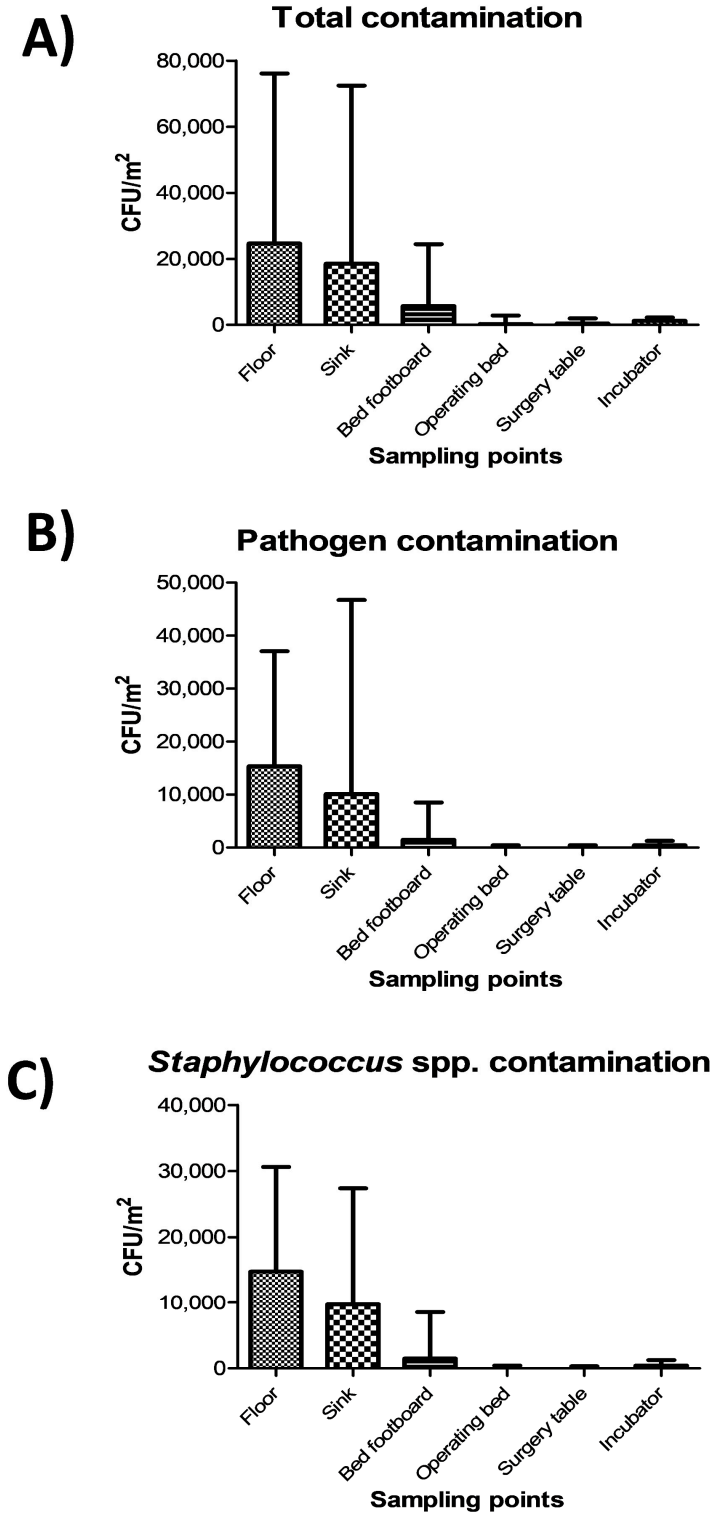 A)
Total contamination
80,000
60,000
40,000
20,000
0
CFU/m²
Floor
Sink
Bed footboard
Operating bed
Surgery table
Incubator
Sampling points
B)
Pathogen contamination
50,000
40,000
30,000
20,000
10,000
0
CFU/m²
Floor
Sink
Bed footboard
Operating bed
Surgery table
Incubator
Sampling points
C)
Staphylococcus spp. contamination
40,000
30,000
20,000
10,000
0
CFU/m²
Floor
Sink
Bed footboard
Operating bed
Surgery table
Incubator
Sampling points